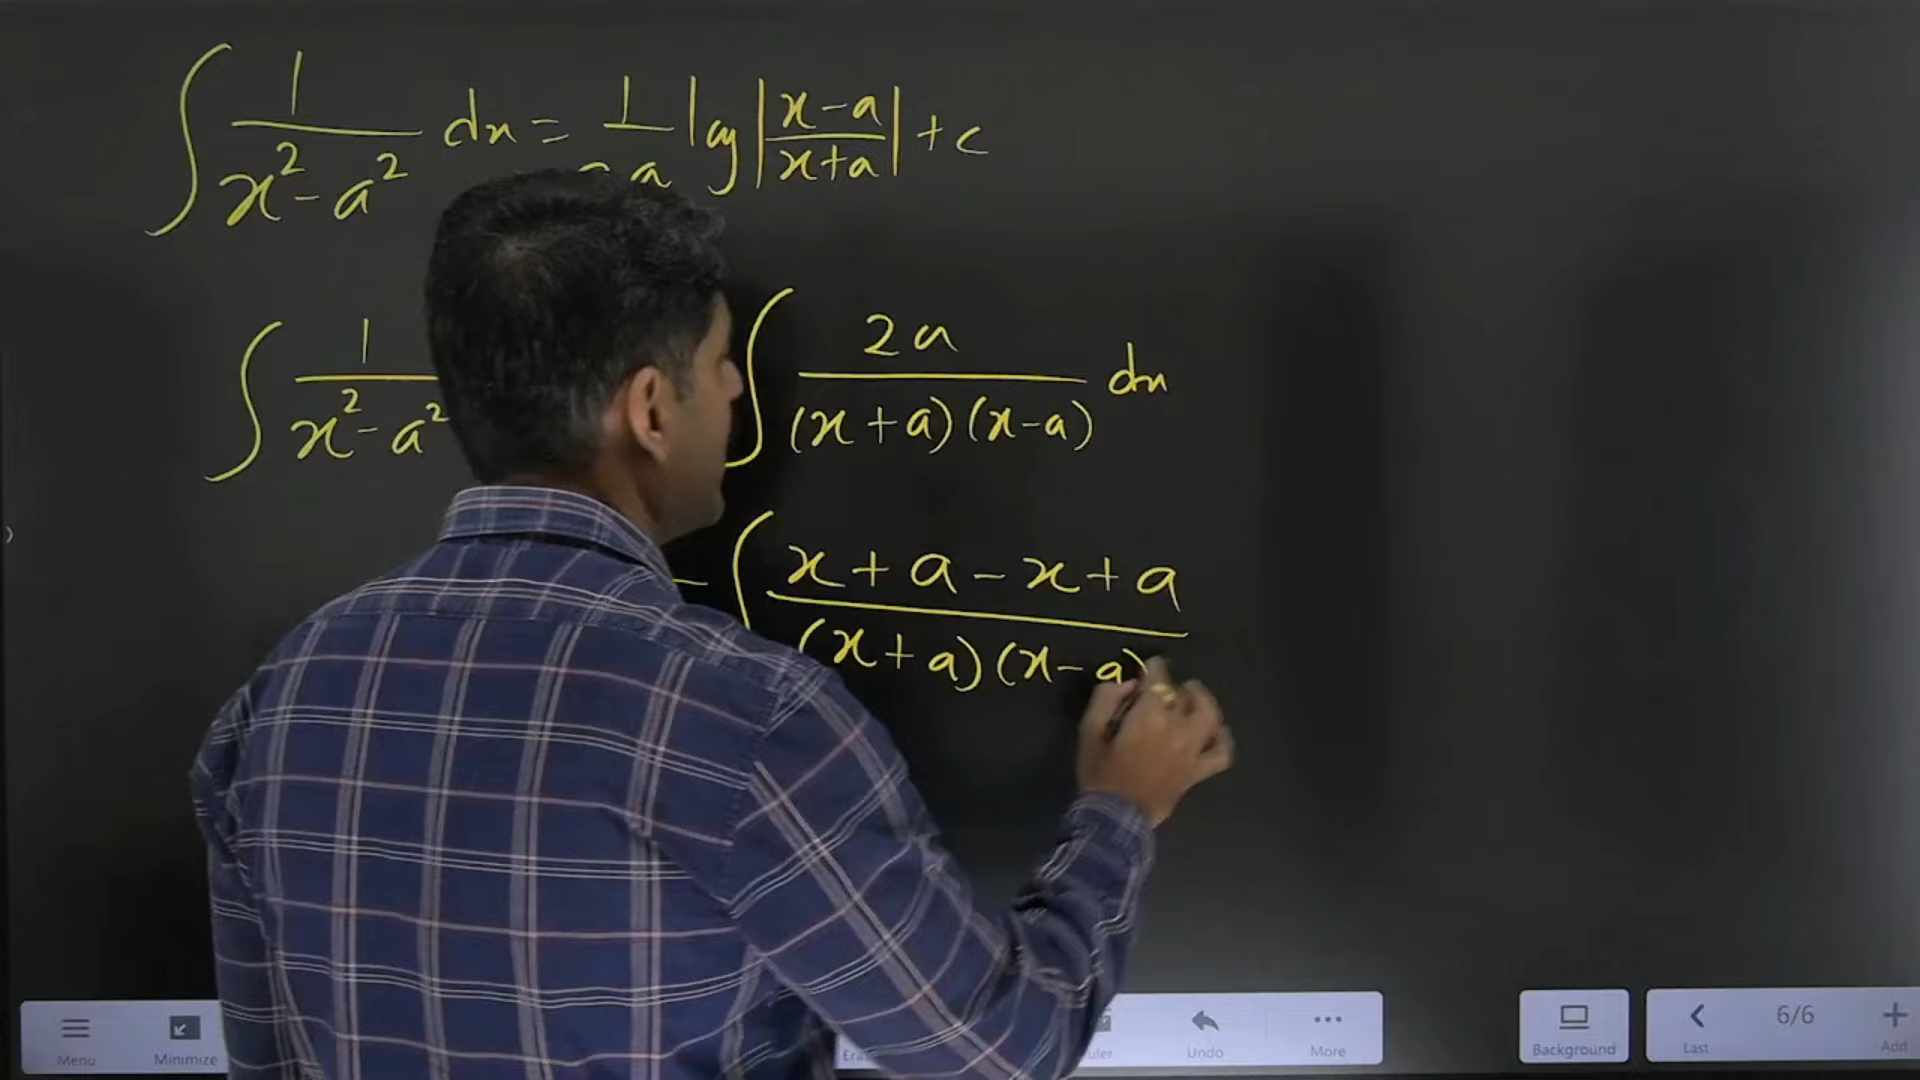 ∫ 1/(x² - a²) dx = 1/2a log |(x-a)/(x+a)| + c
∫ 1/(x² - a²) ∫ 2a/((x+a)(x-a)) dx
∫ (x + a - x + a)/((x+a)(x-a))
Menu
Minimize
Undo
More
Background
Last
6/6
Add